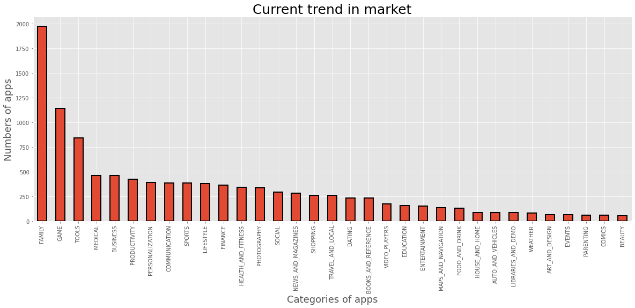 Current trend in market
Numbers of apps
2000
1750
1500
1250
1000
750
500
250
0
FAMILY
GAME
TOOLS
MEDICAL
BUSINESS
PRODUCTIVITY
PERSONALIZATION
COMMUNICATION
SPORTS
LIFESTYLE
FINANCE
HEALTH_AND_FITNESS
PHOTOGRAPHY
SOCIAL
NEWS_AND_MAGAZINES
SHOPPING
TRAVEL_AND_LOCAL
DATING
BOOKS_AND_REFERENCE
VIDEO_PLAYERS
EDUCATION
ENTERTAINMENT
MAPS_AND_NAVIGATION
FOOD_AND_DRINK
HOUSE_AND_HOME
AUTO_AND_VEHICLES
LIBRARIES_AND_DEMO
WEATHER
ART_AND_DESIGN
EVENTS
PARENTING
COMICS
BEAUTY
Categories of apps